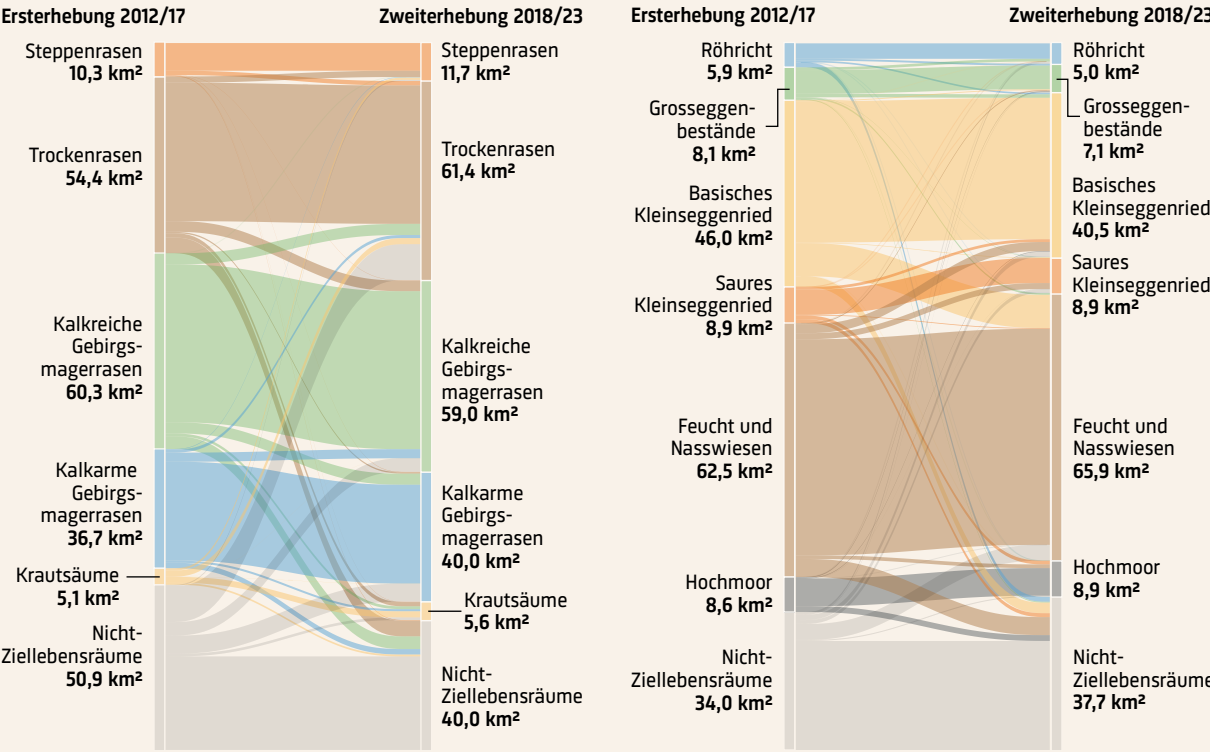 Ersterhebung 2012/17
Zweiterhebung 2018/23
Steppenrasen
10,3 km²
Trockenrasen
54,4 km²
Kalkreiche
Gebirgs-
magerrasen
60,3 km²
Kalkarme
Gebirgs-
magerrasen
36,7 km²
Krautsäume
5,1 km²
Nicht-
Ziellebensräume
50,9 km²
Steppenrasen
11,7 km²
Trockenrasen
61,4 km²
Kalkreiche
Gebirgs-
magerrasen
59,0 km²
Kalkarme
Gebirgs-
magerrasen
40,0 km²
Krautsäume
5,6 km²
Nicht-
Ziellebensräume
40,0 km²
Ersterhebung 2012/17
Zweiterhebung 2018/23
Röhricht
5,9 km²
Grosseggen-
bestände
8,1 km²
Basisches
Kleinseggenried
46,0 km²
Saures
Kleinseggenried
8,9 km²
Feucht und
Nasswiesen
62,5 km²
Hochmoor
8,6 km²
Nicht-
Ziellebensräume
34,0 km²
Röhricht
5,0 km²
Grosseggen-
bestände
7,1 km²
Basisches
Kleinseggenried
40,5 km²
Saures
Kleinseggenried
8,9 km²
Feucht und
Nasswiesen
65,9 km²
Hochmoor
8,9 km²
Nicht-
Ziellebensräume
37,7 km²